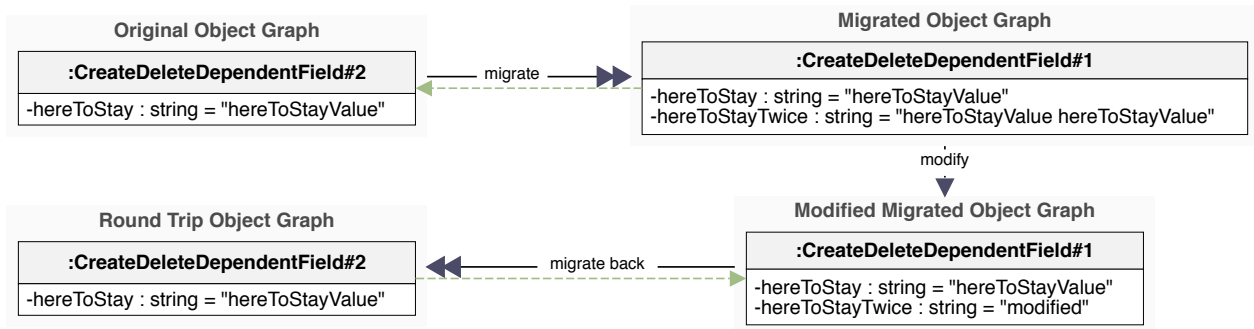 Original Object Graph
:CreateDeleteDependentField#2
-hereToStay : string = "hereToStayValue"
migrate
Migrated Object Graph
:CreateDeleteDependentField#1
-hereToStay : string = "hereToStayValue"
-hereToStayTwice : string = "hereToStayValue hereToStayValue"
modify
Round Trip Object Graph
:CreateDeleteDependentField#2
-hereToStay : string = "hereToStayValue"
migrate back
Modified Migrated Object Graph
:CreateDeleteDependentField#1
-hereToStay : string = "hereToStayValue"
-hereToStayTwice : string = "modified"